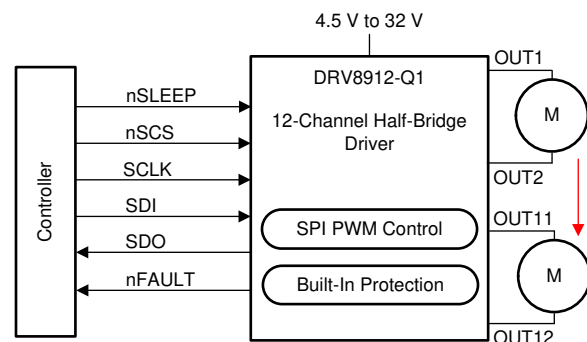 4.5 V to 32 V
DRV8912-Q1
12-Channel Half-Bridge
Driver
SPI PWM Control
Built-In Protection
Controller
nSLEEP
nSCS
SCLK
SDI
SDO
nFAULT
OUT1
M
OUT2
OUT11
M
OUT12